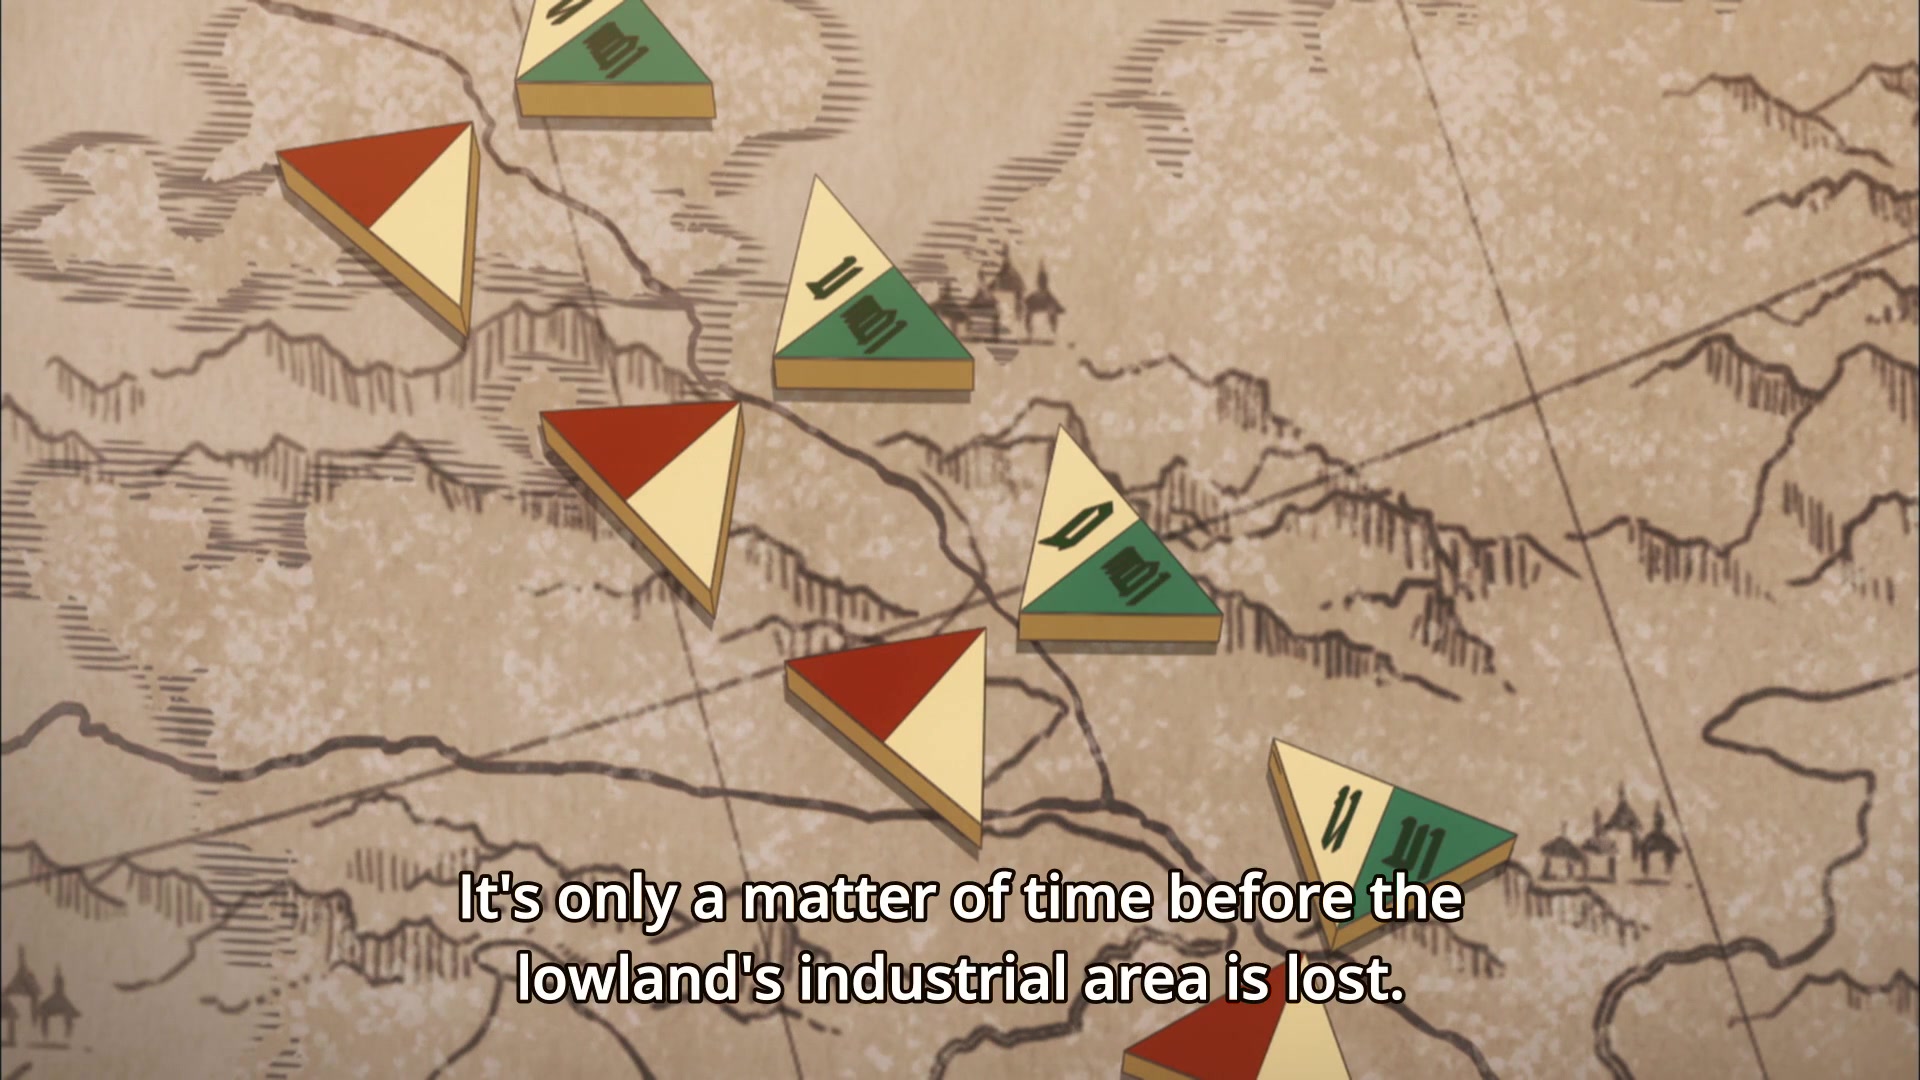 It's only a matter of time before the
lowland's industrial area is lost.